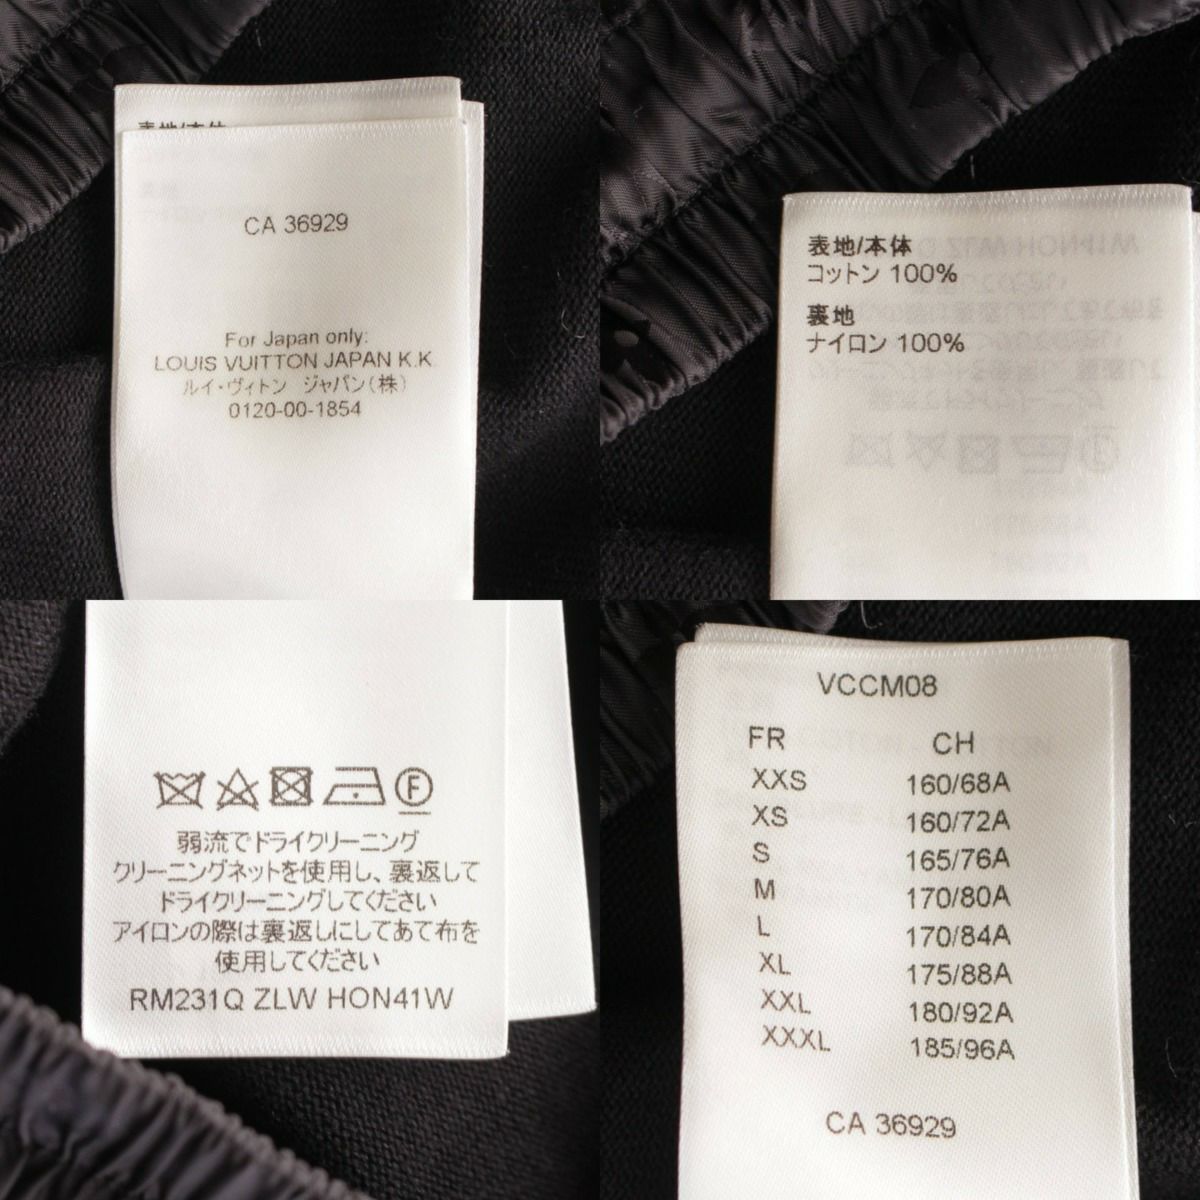 表地/本体
CA 36929
For Japan only:
LOUIS VUITTON JAPAN K.K.
ルイ・ヴィトン ジャパン(株)
0120-00-1854
表地/本体
コットン 100%
裏地
ナイロン 100%
弱流でドライクリーニング
クリーニングネットを使用し、裏返して
ドライクリーニングしてください
アイロンの際は裏返しにしてあて布を
使用してください
RM231Q ZLW HON41W
VCCM08
FR CH
XXS 160/68A
XS 160/72A
S 165/76A
M 170/80A
L 170/84A
XL 175/88A
XXL 180/92A
XXXL 185/96A
CA 36929